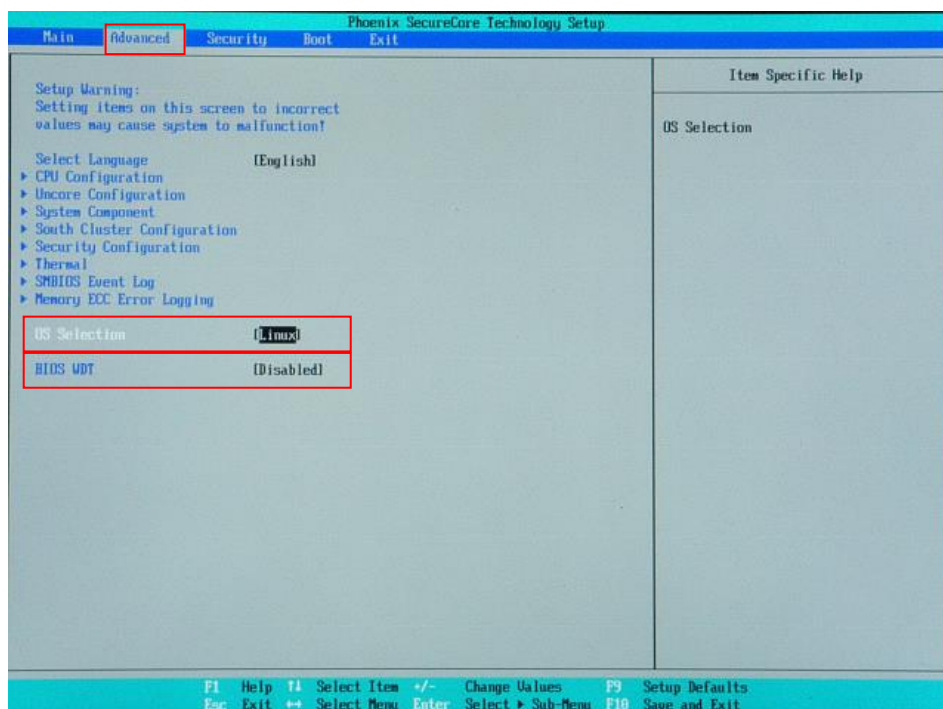 Phoenix SecureCore Technology Setup
Main Advanced Security Boot Exit
Item Specific Help
Setup Warning:
Setting items on this screen to incorrect
values may cause system to malfunction!
OS Selection
Select Language [English]
▶ CPU Configuration
▶ Uncore Configuration
▶ System Component
▶ South Cluster Configuration
▶ Security Configuration
▶ Thermal
▶ SMBIOS Event Log
▶ Memory ECC Error Logging
OS Selection [Linux]
BIOS WDT [Disabled]
F1 Help ↑↓ Select Item +/- Change Values F9 Setup Defaults
Esc Exit ↔ Select Menu Enter Select ▶ Sub-Menu F10 Save and Exit